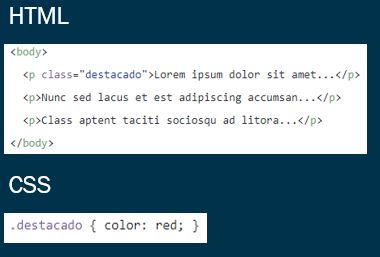 HTML
<body>
<p class="destacado">Lorem ipsum dolor sit amet...</p>
<p>Nunc sed lacus et est adipiscing accumsan...</p>
<p>Class aptent taciti sociosqu ad litora...</p>
</body>
CSS
.destacado { color: red; }